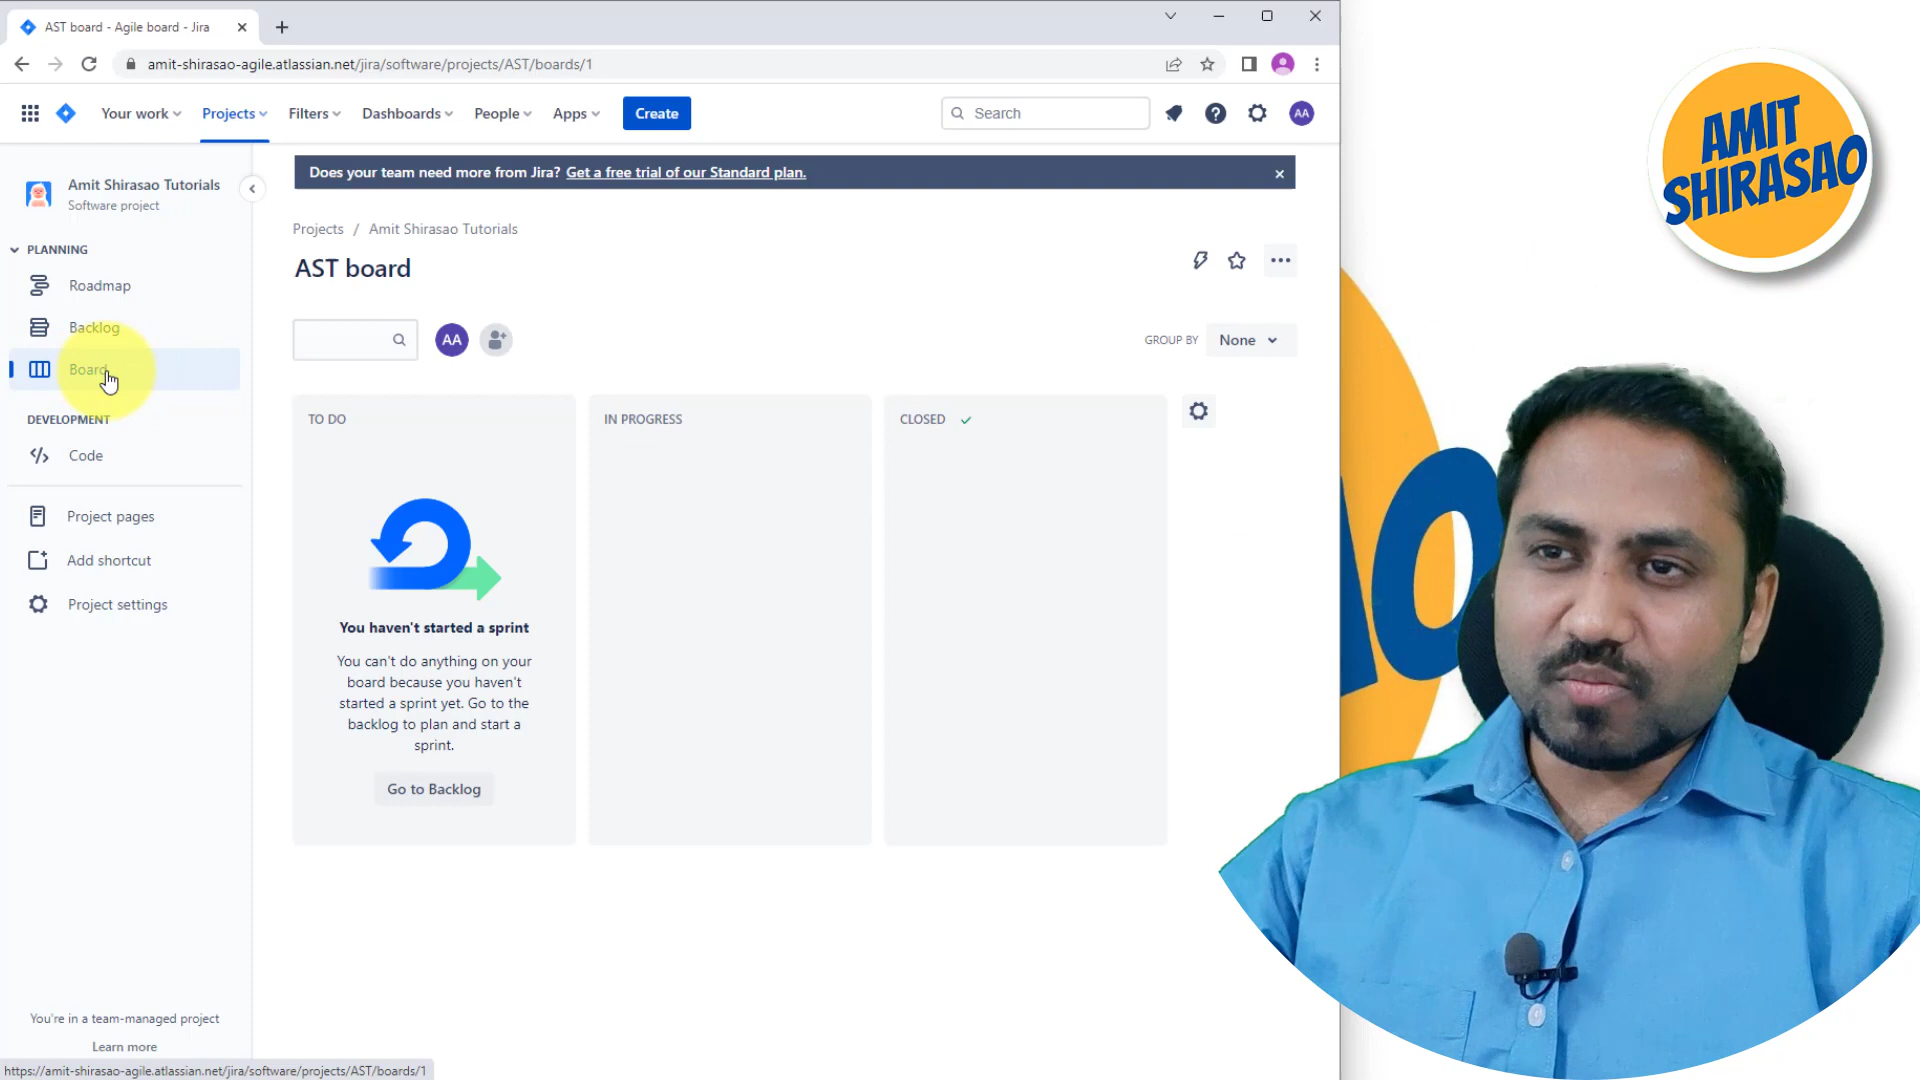 AST board - Agile board - Jira
amit-shirasao-agile.atlassian.net/jira/software/projects/AST/boards/1
Your work
Projects
Filters
Dashboards
People
Apps
Create
Search
AA
Amit Shirasao Tutorials
Software project
PLANNING
Roadmap
Backlog
Board
DEVELOPMENT
Code
Project pages
Add shortcut
Project settings
You're in a team-managed project
Learn more
https://amit-shirasao-agile.atlassian.net/jira/software/projects/AST/boards/1
Does your team need more from Jira? Get a free trial of our Standard plan.
Projects / Amit Shirasao Tutorials
AST board
AA
GROUP BY
None
TO DO
IN PROGRESS
CLOSED
You haven't started a sprint
You can't do anything on your
board because you haven't
started a sprint yet. Go to the
backlog to plan and start a
sprint.
Go to Backlog
AMIT
SHIRASAO